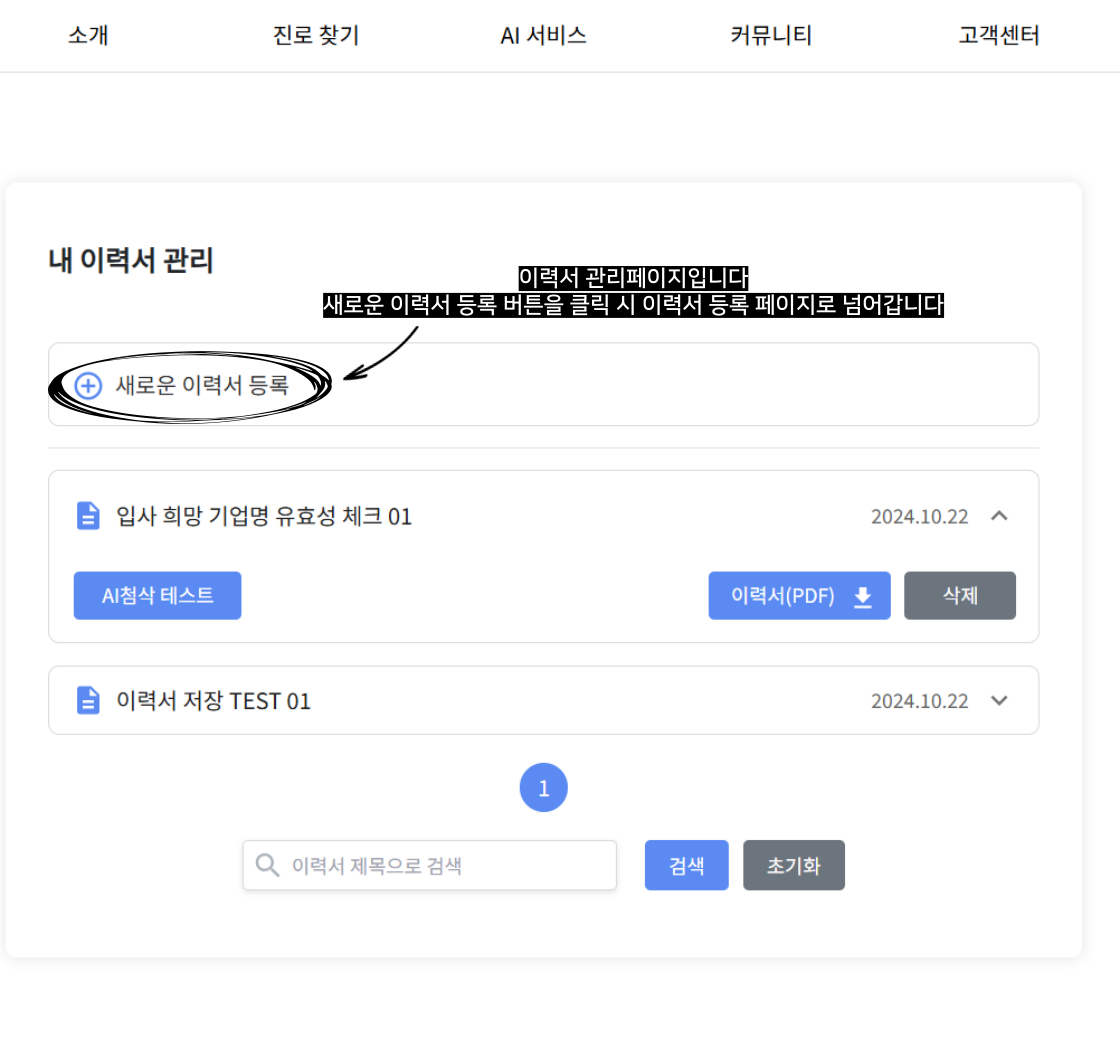 소개 진로 찾기 AI 서비스 커뮤니티 고객센터
내 이력서 관리
이력서 관리페이지입니다
새로운 이력서 등록 버튼을 클릭 시 이력서 등록 페이지로 넘어갑니다
새로운 이력서 등록
입사 희망 기업명 유효성 체크 01 2024.10.22
AI첨삭 테스트 이력서(PDF) 삭제
이력서 저장 TEST 01 2024.10.22
1
이력서 제목으로 검색 검색 초기화